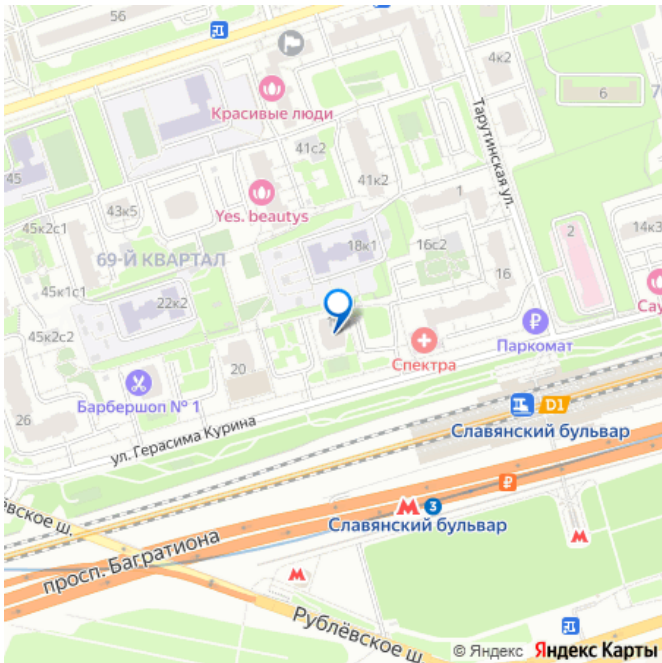 56
4к2
6
Красивые люди
Тарутинская ул.
41с2
45
41к2
1
45к2с1
43к5
Yes. beautys
2
14к3
69-Й КВАРТАЛ
18к1
16с2
16
45к1с1
22к2
Сау
45к2с2
Спектра
Паркомат
20
Барбершоп № 1
26
D1
ул. Герасима Курина
Славянский бульвар
3
Славянский бульвар
ёвское ш.
просп. Багратиона
Рублёвское ш
© Яндекс Яндекс Карты